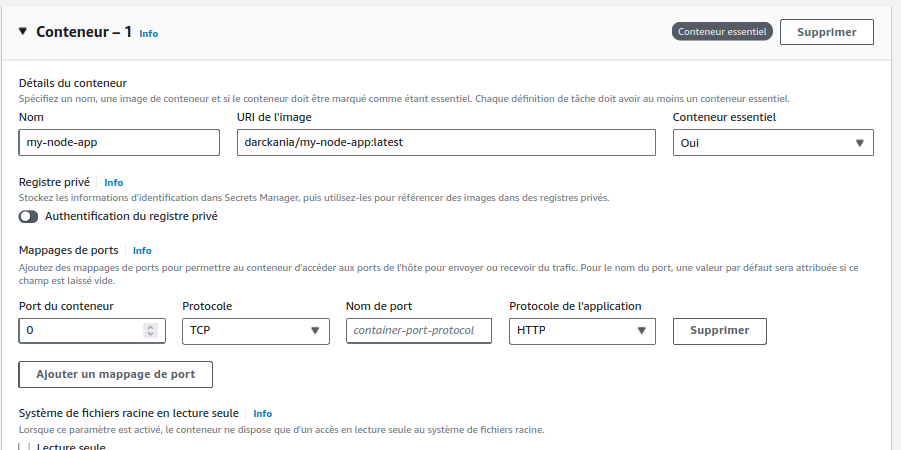 Conteneur – 1 Info
Conteneur essentiel
Supprimer
Détails du conteneur
Spécifiez un nom, une image de conteneur et si le conteneur doit être marqué comme étant essentiel. Chaque définition de tâche doit avoir au moins un conteneur essentiel.
Nom
URI de l'image
Conteneur essentiel
my-node-app
darckania/my-node-app:latest
Oui
Registre privé
Info
Stockez les informations d'identification dans Secrets Manager, puis utilisez-les pour référencer des images dans des registres privés.
Authentification du registre privé
Mappages de ports
Info
Ajoutez des mappages de ports pour permettre au conteneur d'accéder aux ports de l'hôte pour envoyer ou recevoir du trafic. Pour le nom du port, une valeur par défaut sera attribuée si ce
champ est laissé vide.
Port du conteneur
Protocole
Nom de port
Protocole de l'application
0
TCP
container-port-protocol
HTTP
Supprimer
Ajouter un mappage de port
Système de fichiers racine en lecture seule
Info
Lorsque ce paramètre est activé, le conteneur ne dispose que d'un accès en lecture seule au système de fichiers racine.
Lecture seule